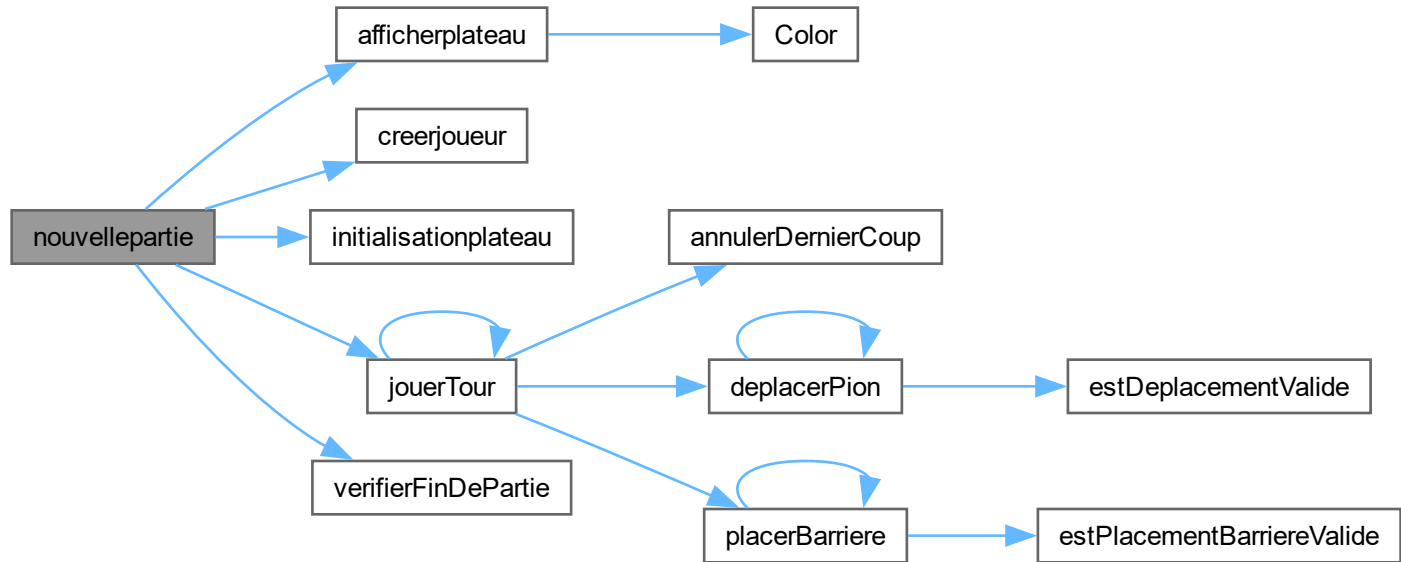 afficherplateau
Color
creerjoueur
nouvellepartie
initialisationplateau
annulerDernierCoup
jouerTour
deplacerPion
estDeplacementValide
verifierFinDePartie
placerBarriere
estPlacementBarriereValide